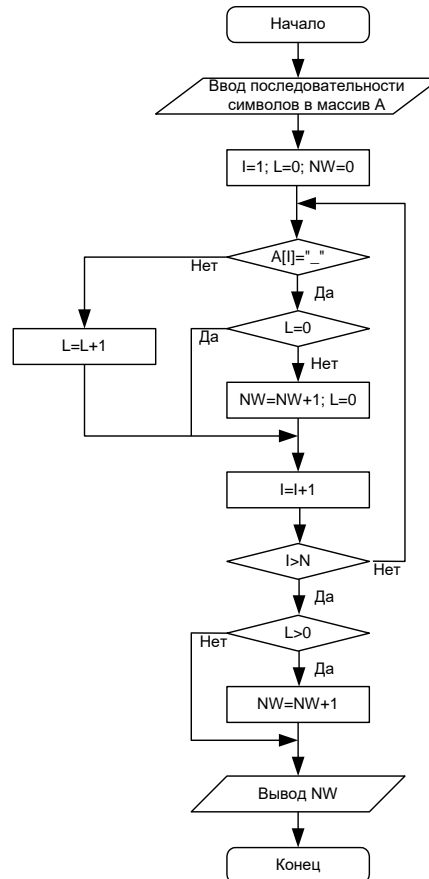 Начало
Ввод последовательности
символов в массив А
I=1; L=0; NW=0
A[I]="_"
Нет
Да
L=L+1
L=0
Да
Нет
NW=NW+1; L=0
I=I+1
I>N
Нет
Да
L>0
Нет
Да
NW=NW+1
Вывод NW
Конец